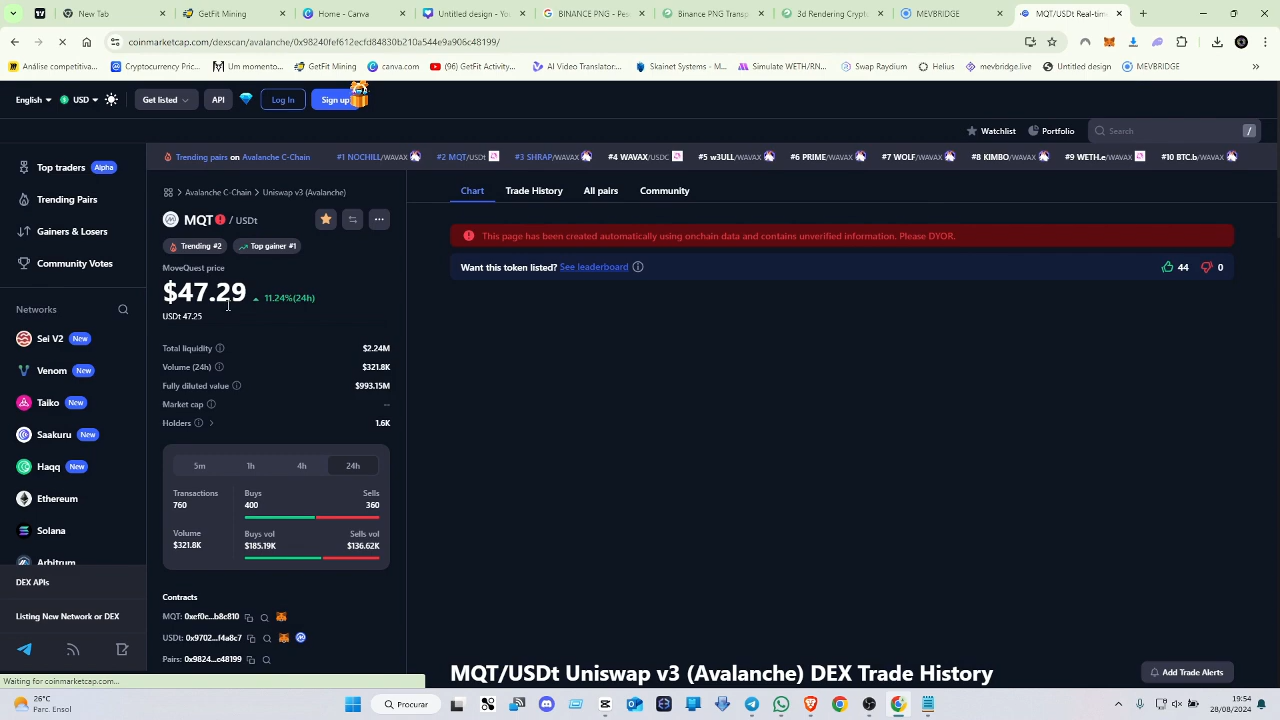 Untitled - You...
GetFit - Canva
Competitive...
BINANCE PNG - Pes...
Binance PNG Transp...
3d Rendering Crypt...
MEVBRIDGE
MQT/USDt Real-tim...
coinmarketcap.com/dexscan/avalanche/0x98240fef612ecfd84830b210a544e9a906c48199/
Análise competitiva...
Cryptocurrency Pric...
Um momento...
GetFit Mining
canva.com
(96) GetFit Activity...
AI Video Translator...
Skainet Systems - M...
Simulate WETH/RN...
Swap Raydium
Helius
mevbridge.live
Untitled design
MEVBRIDGE
English
USD
Get listed
API
Log In
Sign up
Watchlist
Portfolio
Search
/
Trending pairs on Avalanche C-Chain
#1 NOCHILL/WAVAX
#2 MQT/USDt
#3 SHRAP/WAVAX
#4 WAVAX/USDC
#5 w3ULL/WAVAX
#6 PRIME/WAVAX
#7 WOLF/WAVAX
#8 KIMBO/WAVAX
#9 WETH.e/WAVAX
#10 BTC.b/WAVAX
Top traders Alpha
Trending Pairs
Gainers & Losers
Community Votes
Networks
Sei V2 New
Venom New
Taiko New
Saakuru New
Haqq New
Ethereum
Solana
Arbitrum
DEX APIs
Listing New Network or DEX
Avalanche C-Chain > Uniswap v3 (Avalanche)
MQT / USDt
Trending #2
Top gainer #1
MoveQuest price
$47.29 11.24%(24h)
USDt 47.25
Total liquidity $2.24M
Volume (24h) $321.8K
Fully diluted value $993.15M
Market cap --
Holders 1.6K
5m 1h 4h 24h
Transactions Buys Sells
760 400 360
Volume Buys vol Sells vol
$321.8K $185.19K $136.62K
Contracts
MQT: 0xef0c...b8c810
USDt: 0x9702...f4a8c7
Pairs: 0x9824...c48199
Chart
Trade History
All pairs
Community
This page has been created automatically using onchain data and contains unverified information. Please DYOR.
Want this token listed? See leaderboard
44
0
MQT/USDt Uniswap v3 (Avalanche) DEX Trade History
Add Trade Alerts
Waiting for coinmarketcap.com...
26°C
Parc. Ensol
Procurar
19:54
28/08/2024